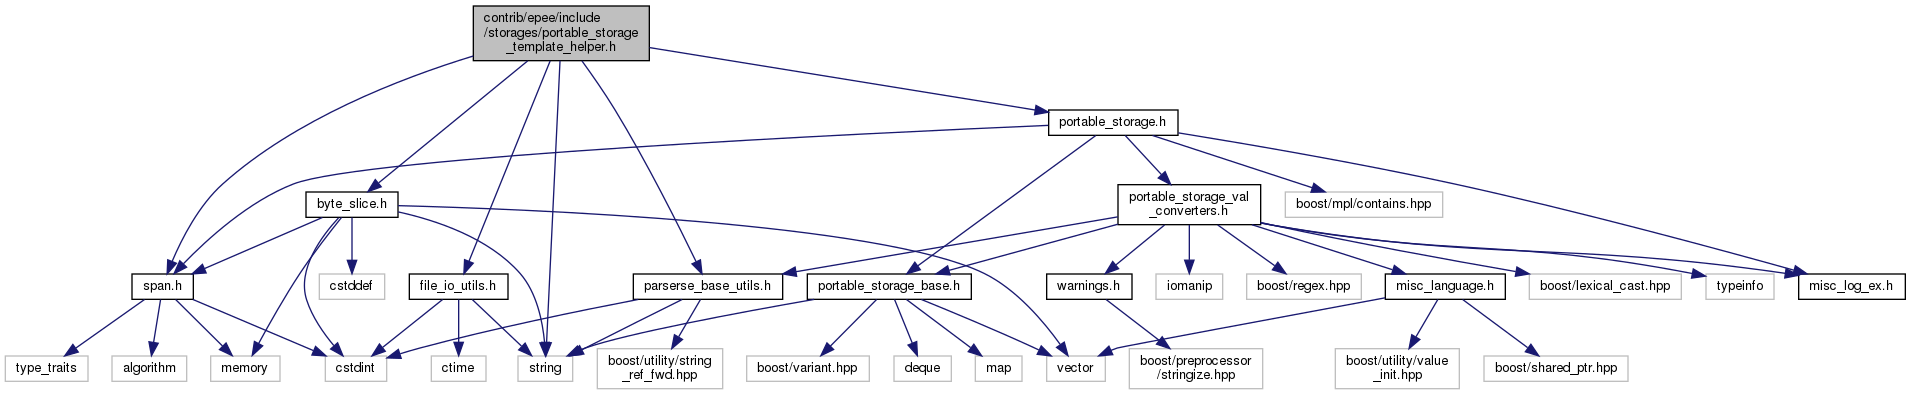 contrib/epee/include
/storages/portable_storage
_template_helper.h
portable_storage.h
byte_slice.h
portable_storage_val
_converters.h
boost/mpl/contains.hpp
span.h
cstddef
file_io_utils.h
parserse_base_utils.h
portable_storage_base.h
warnings.h
iomanip
boost/regex.hpp
misc_language.h
boost/lexical_cast.hpp
typeinfo
misc_log_ex.h
type_traits
algorithm
memory
cstdint
ctime
string
boost/utility/string
_ref_fwd.hpp
boost/variant.hpp
deque
map
vector
boost/preprocessor
/stringize.hpp
boost/utility/value
_init.hpp
boost/shared_ptr.hpp